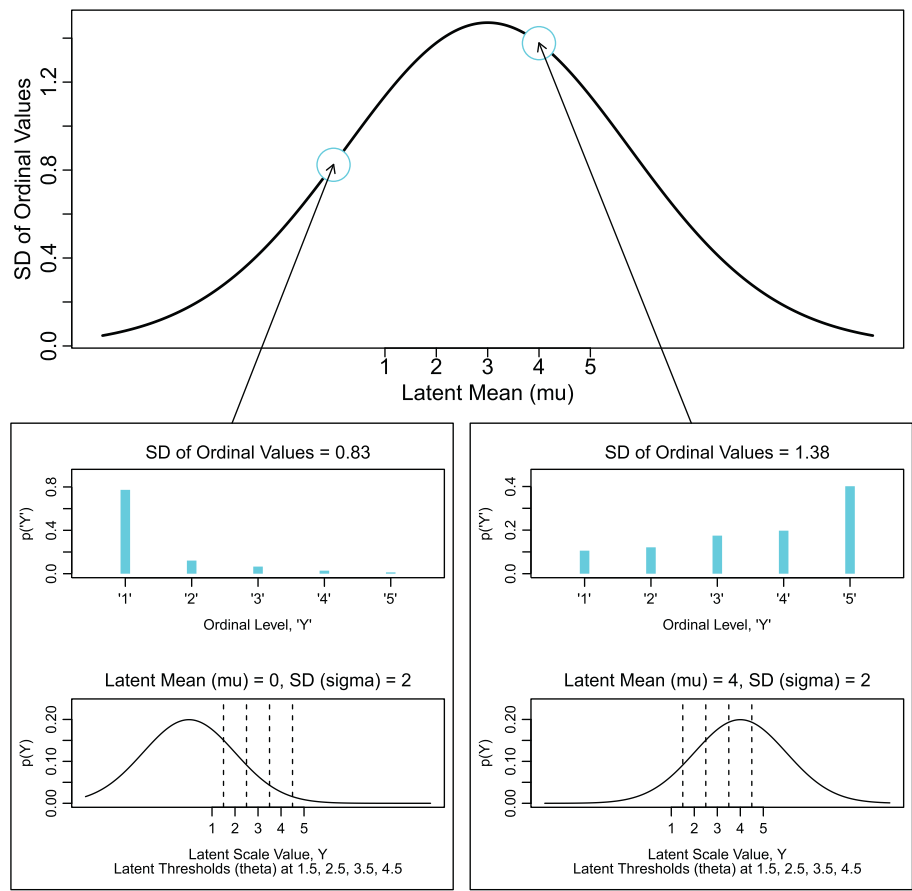 SD of Ordinal Values
1.2
0.8
0.4
0.0
1 2 3 4 5
Latent Mean (mu)
SD of Ordinal Values = 0.83
p('Y')
0.8
0.4
0.0
'1' '2' '3' '4' '5'
Ordinal Level, 'Y'
Latent Mean (mu) = 0, SD (sigma) = 2
p(Y)
0.20
0.10
0.00
1 2 3 4 5
Latent Scale Value, Y
Latent Thresholds (theta) at 1.5, 2.5, 3.5, 4.5
SD of Ordinal Values = 1.38
p('Y')
0.4
0.2
0.0
'1' '2' '3' '4' '5'
Ordinal Level, 'Y'
Latent Mean (mu) = 4, SD (sigma) = 2
p(Y)
0.20
0.10
0.00
1 2 3 4 5
Latent Scale Value, Y
Latent Thresholds (theta) at 1.5, 2.5, 3.5, 4.5